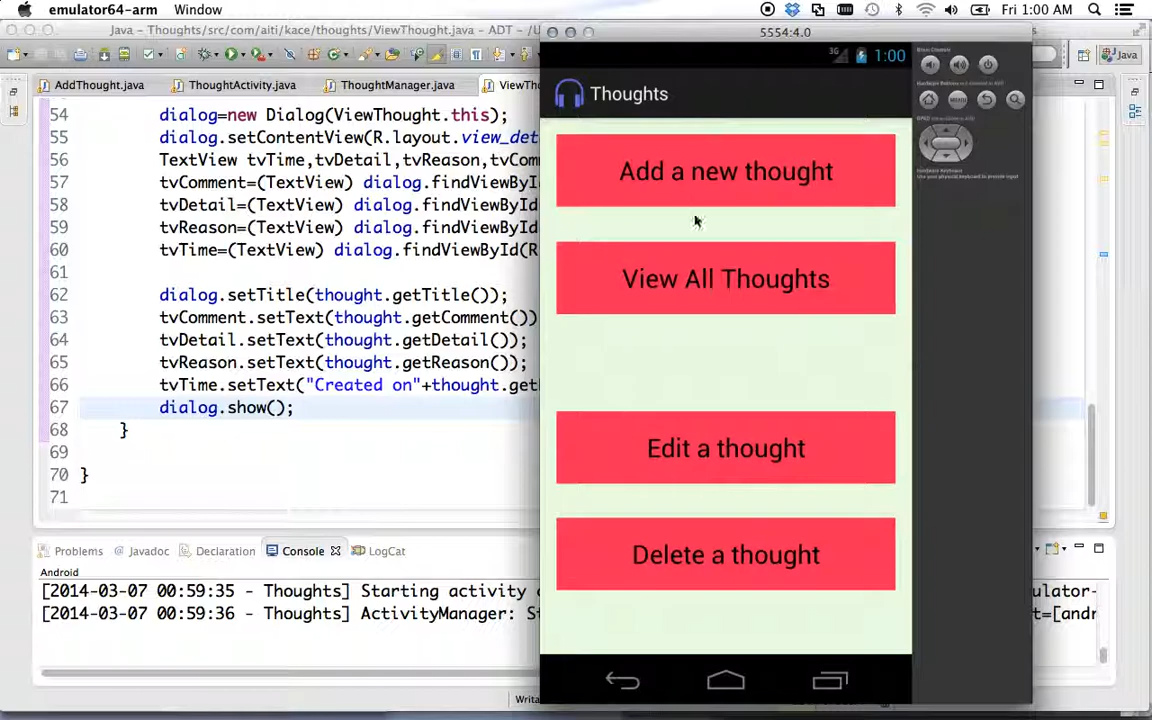 emulator64-arm Window Fri 1:00 AM
Java - Thoughts/src/com/aiti/kace/thoughts/ViewThought.java - ADT -
5554:4.0
Java
AddThought.java ThoughtActivity.java ThoughtManager.java ViewTh
3G 1:00
Thoughts
54 dialog=new Dialog(ViewThought.this);
55 dialog.setContentView(R.layout.view_det
56 TextView tvTime,tvDetail,tvReason,tvCom
57 tvComment=(TextView) dialog.findViewById
58 tvDetail=(TextView) dialog.findViewById
59 tvReason=(TextView) dialog.findViewById
60 tvTime=(TextView) dialog.findViewById(R
61
62 dialog.setTitle(thought.getTitle());
63 tvComment.setText(thought.getComment())
64 tvDetail.setText(thought.getDetail());
65 tvReason.setText(thought.getReason());
66 tvTime.setText("Created on"+thought.get
67 dialog.show();
68 }
69
70 }
71
Add a new thought
View All Thoughts
Edit a thought
Delete a thought
MENU
Problems Javadoc Declaration Console LogCat
Android
[2014-03-07 00:59:35 - Thoughts] Starting activity ulator-
[2014-03-07 00:59:36 - Thoughts] ActivityManager: St t=[andr
Writa